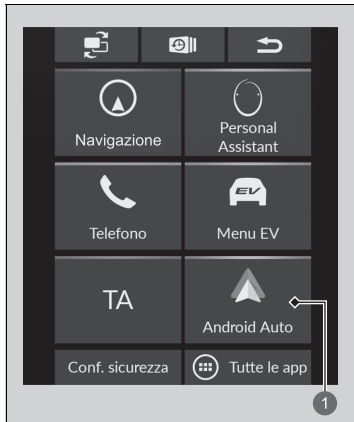 Navigazione
Personal
Assistant
EV
Telefono
Menu EV
TA
Android Auto
Conf. sicurezza
Tutte le app
1